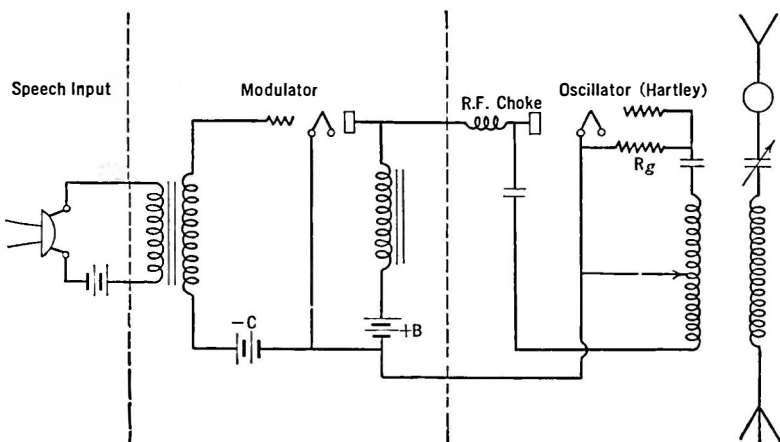 Speech Input
Modulator
R.F. Choke
Oscillator (Hartley)
Rg
-C
+B